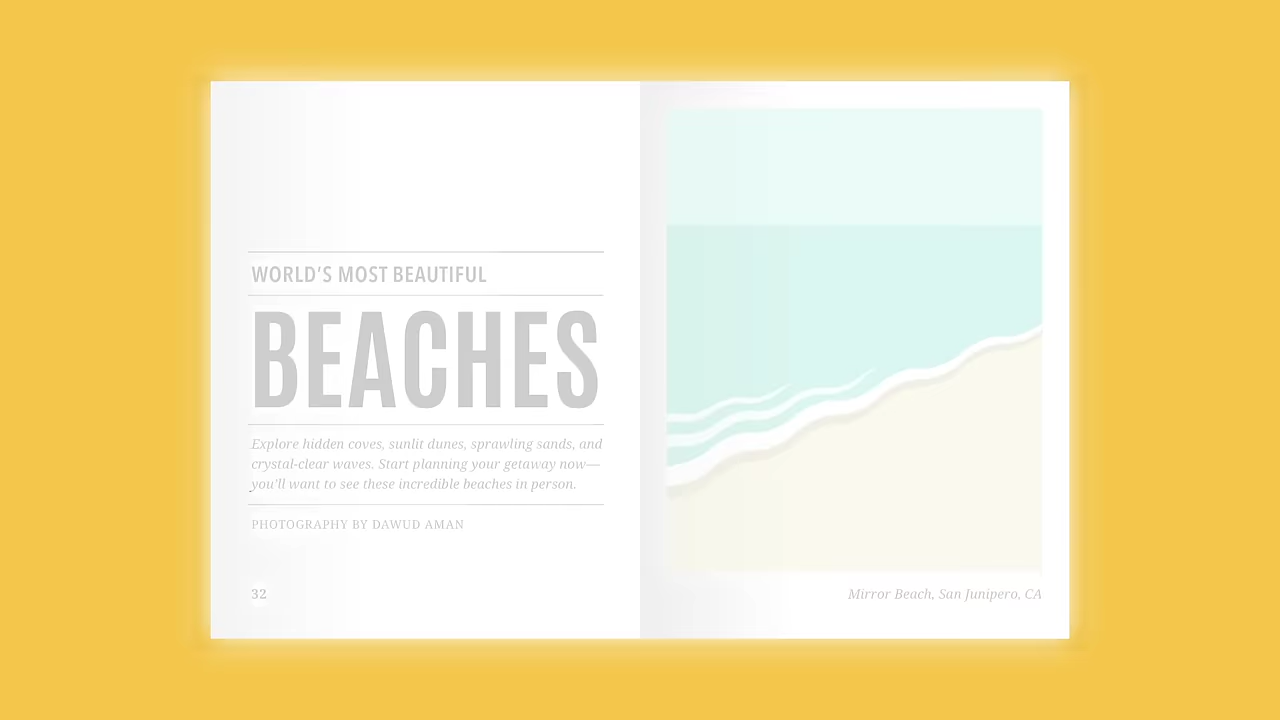 WORLD’S MOST BEAUTIFUL
BEACHES
Explore hidden coves, sunlit dunes, sprawling sands, and
crystal-clear waves. Start planning your getaway now—
you’ll want to see these incredible beaches in person.
PHOTOGRAPHY BY DAWUD AMAN
32
Mirror Beach, San Junipero, CA